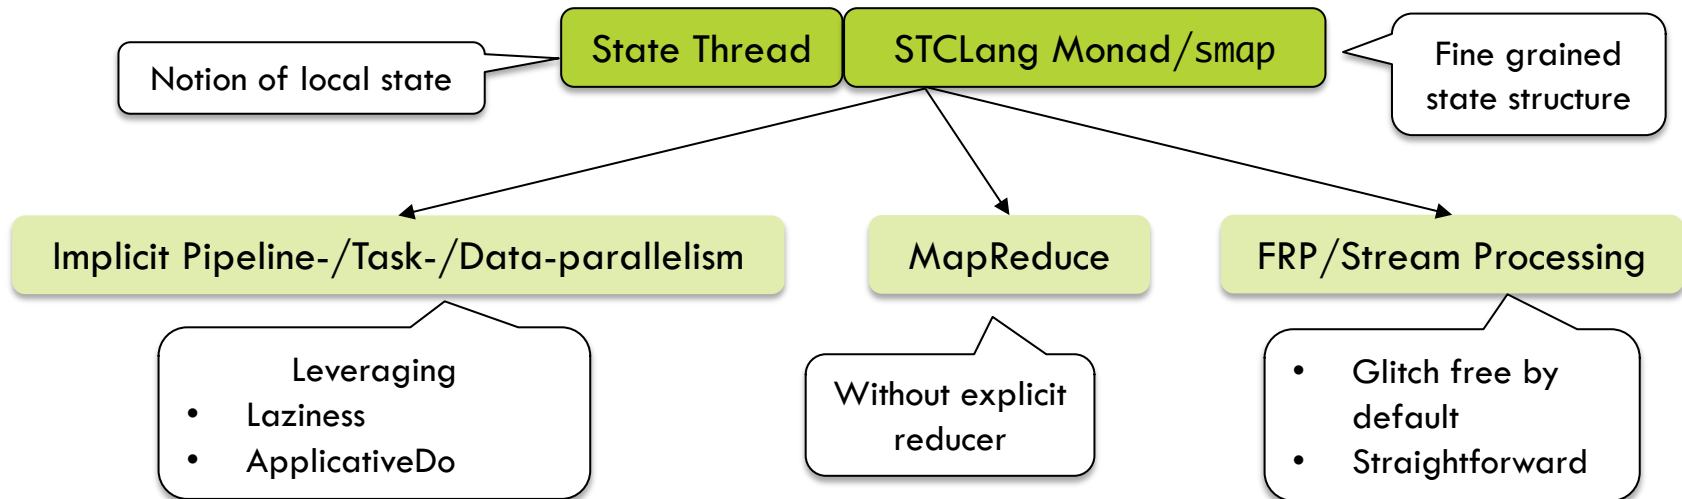 State Thread
STCLang Monad/smap
Notion of local state
Fine grained
state structure
Implicit Pipeline-/Task-/Data-parallelism
MapReduce
FRP/Stream Processing
Leveraging
• Laziness
• ApplicativeDo
Without explicit
reducer
• Glitch free by
default
• Straightforward